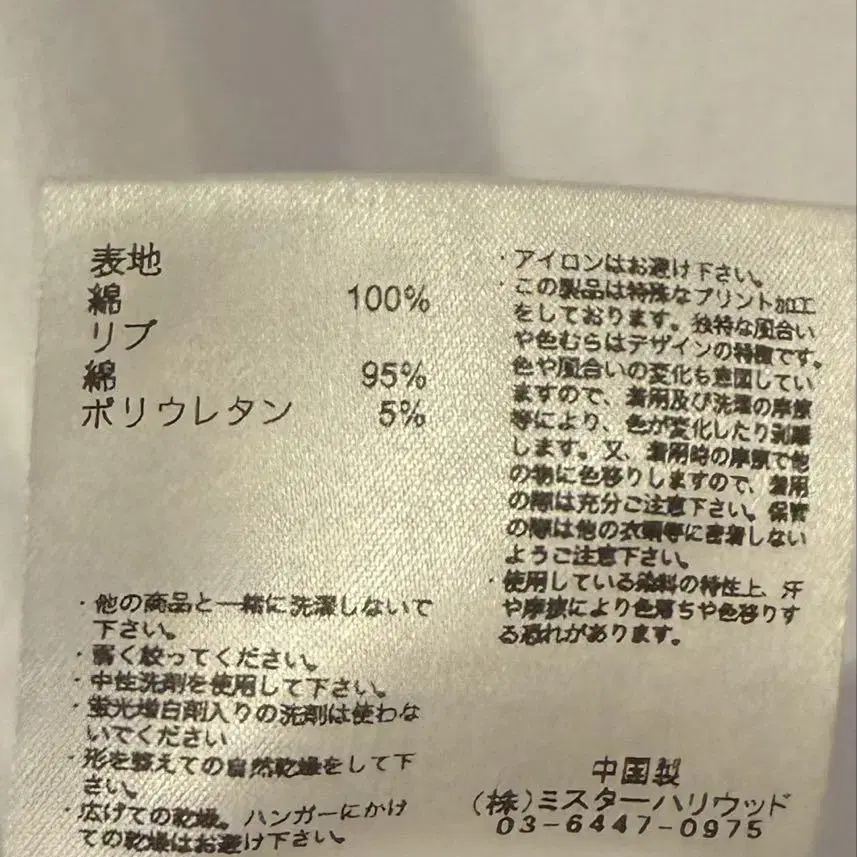 表地
綿 100%
リブ
綿 95%
ポリウレタン 5%
・他の商品と一緒に洗濯しないで
下さい。
・弱く絞ってください。
・中性洗剤を使用して下さい。
・蛍光増白剤入りの洗剤は使わな
いでください
・形を整えての自然乾燥をして下
さい。
・広げての乾燥。ハンガーにかけ
ての乾燥はお避け下さい。
・アイロンはお避け下さい。
・この製品は特殊なプリント加工
をしております。独特な風合い
や色むらはデザインの特徴です。
色や風合いの変化も意図してい
ますので、着用及び洗濯の摩擦
等により、色が変化したり剥離
します。又、着用時の摩擦で他
の物に色移りしますので、着用
の際は充分ご注意下さい。保管
の際は他の衣類等に密着しない
ようご注意下さい。
・使用している染料の特性上、汗
や摩擦により色落ちや色移りす
る恐れがあります。
中国製
(株)ミスターハリウッド
03-6447-0975